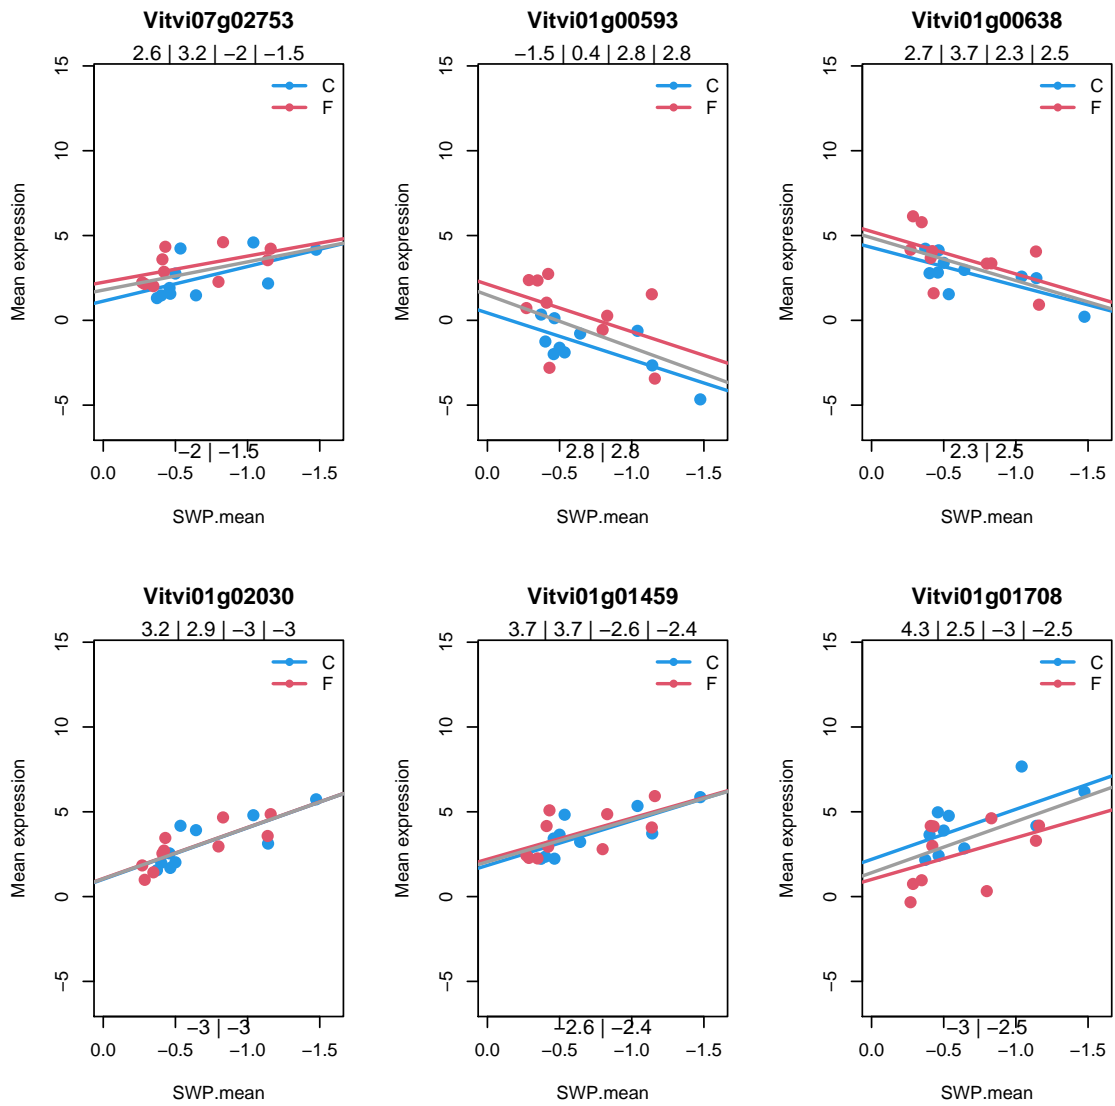 Vitvi07g02753
2.6 | 3.2 | −2 | −1.5
C
F
15
10
5
0
−5
Mean expression
−2 | −1.5
0.0 −0.5 −1.0 −1.5
SWP.mean
Vitvi01g00593
−1.5 | 0.4 | 2.8 | 2.8
C
F
15
10
5
0
−5
Mean expression
2.8 | 2.8
0.0 −0.5 −1.0 −1.5
SWP.mean
Vitvi01g00638
2.7 | 3.7 | 2.3 | 2.5
C
F
15
10
5
0
−5
Mean expression
2.3 | 2.5
0.0 −0.5 −1.0 −1.5
SWP.mean
Vitvi01g02030
3.2 | 2.9 | −3 | −3
C
F
15
10
5
0
−5
Mean expression
−3 | −3
0.0 −0.5 −1.0 −1.5
SWP.mean
Vitvi01g01459
3.7 | 3.7 | −2.6 | −2.4
C
F
15
10
5
0
−5
Mean expression
−2.6 | −2.4
0.0 −0.5 −1.0 −1.5
SWP.mean
Vitvi01g01708
4.3 | 2.5 | −3 | −2.5
C
F
15
10
5
0
−5
Mean expression
−3 | −2.5
0.0 −0.5 −1.0 −1.5
SWP.mean